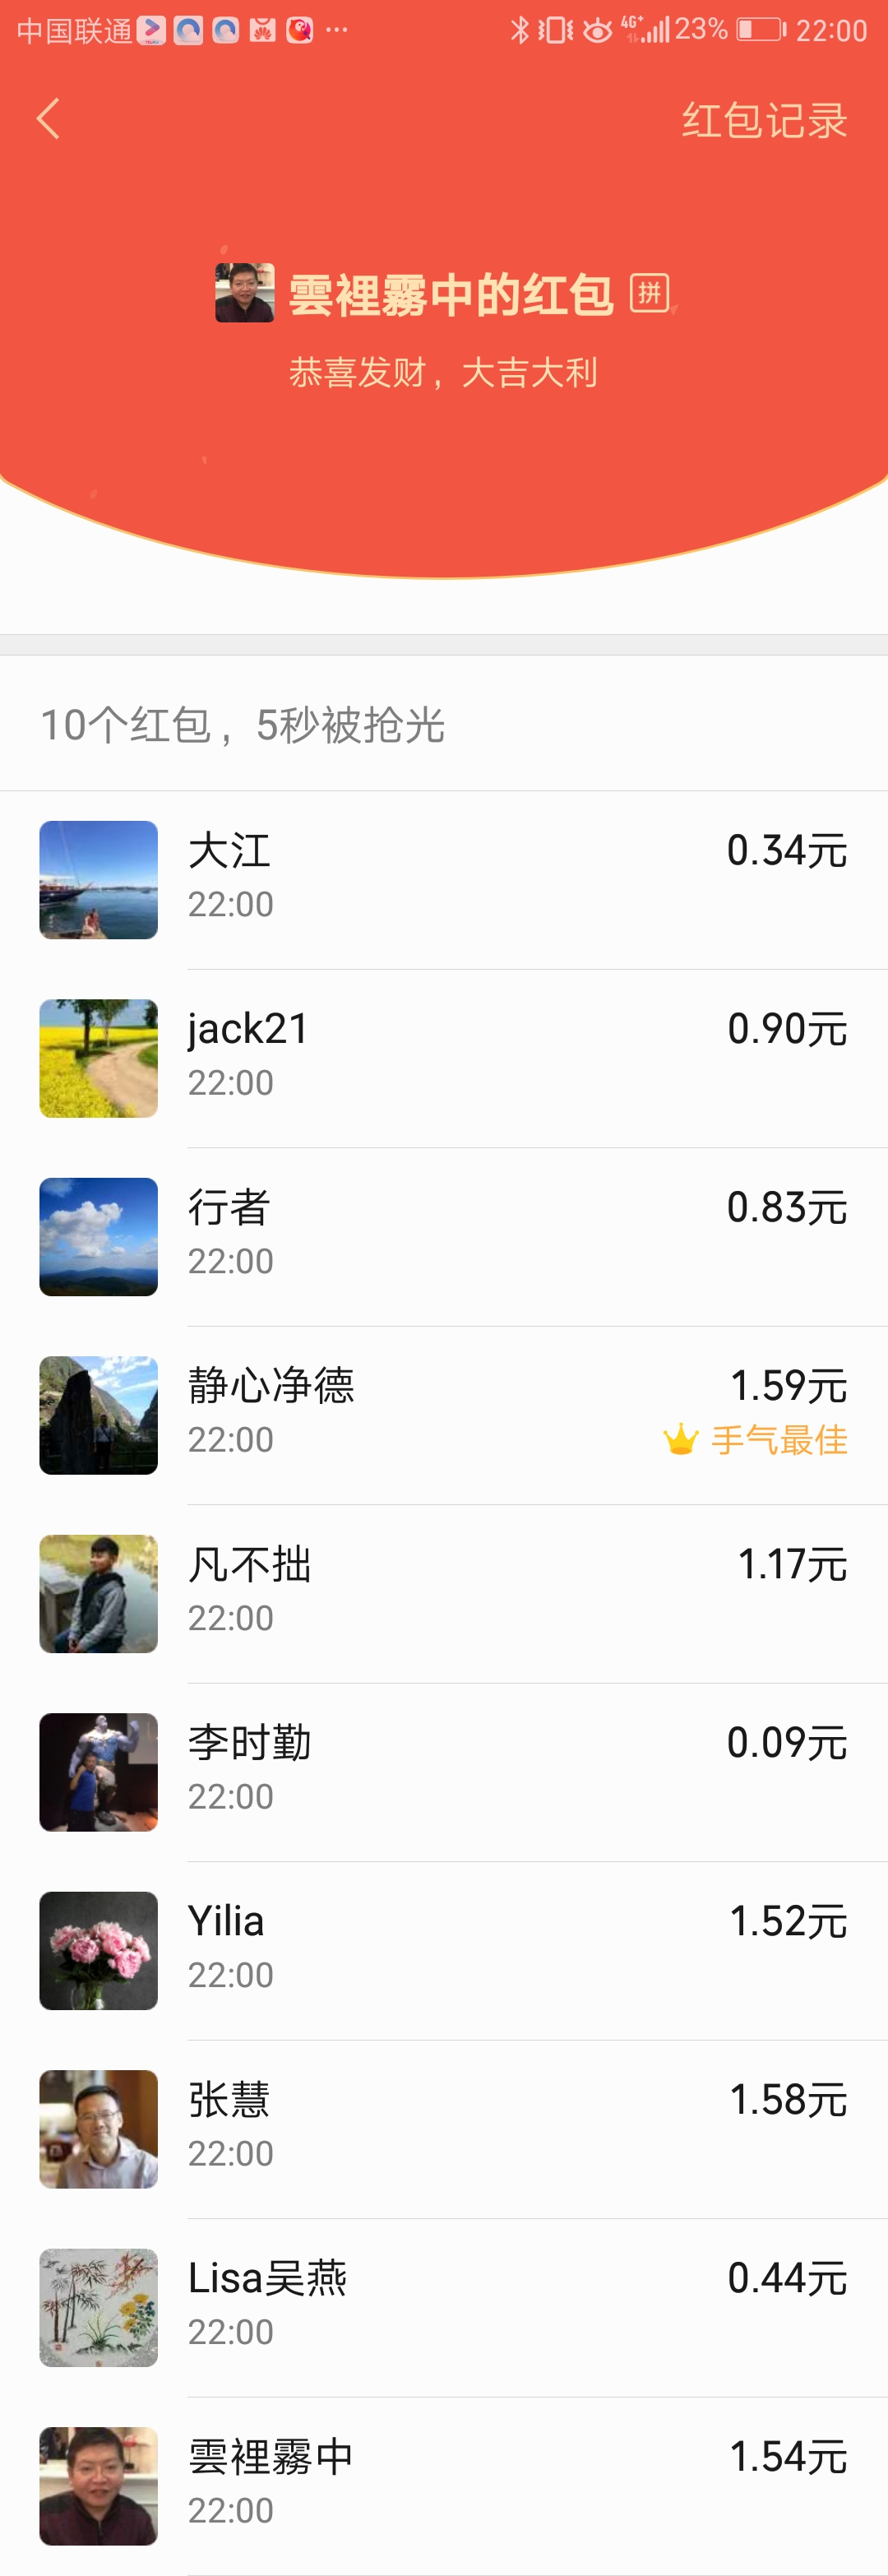 中国联通 ··· 4G+ 23% 22:00
红包记录
雲裡霧中的红包 拼
恭喜发财，大吉大利
10个红包，5秒被抢光
大江 0.34元
22:00
jack21 0.90元
22:00
行者 0.83元
22:00
静心净德 1.59元
22:00 手气最佳
凡不拙 1.17元
22:00
李时勤 0.09元
22:00
Yilia 1.52元
22:00
张慧 1.58元
22:00
Lisa吴燕 0.44元
22:00
雲裡霧中 1.54元
22:00